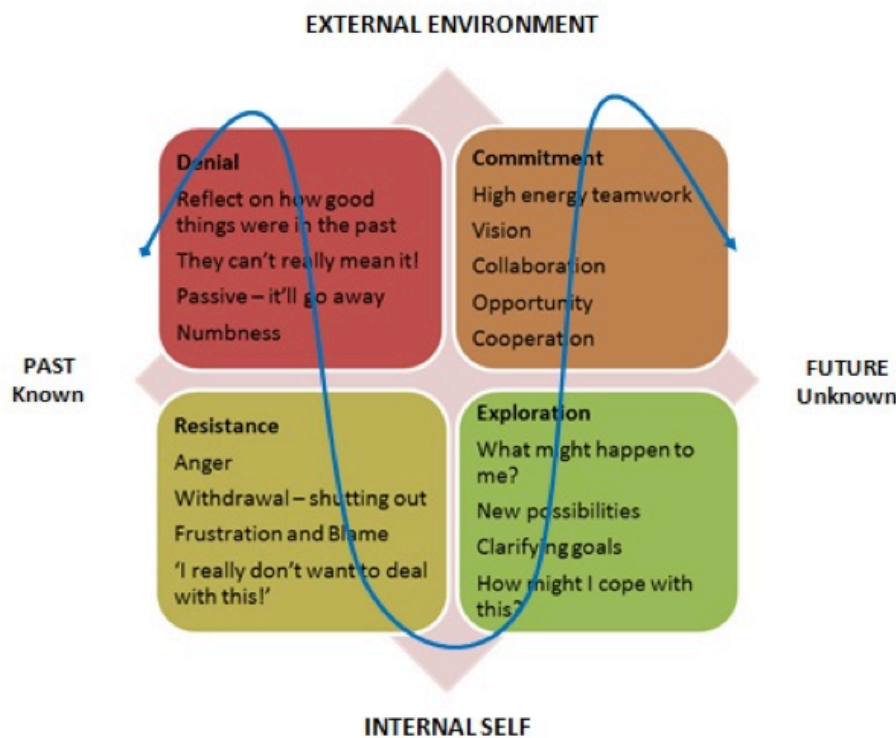 EXTERNAL ENVIRONMENT
Denial
Reflect on how good
things were in the past
They can't really mean it!
Passive – it'll go away
Numbness
Commitment
High energy teamwork
Vision
Collaboration
Opportunity
Cooperation
PAST
Known
FUTURE
Unknown
Resistance
Anger
Withdrawal – shutting out
Frustration and Blame
'I really don't want to deal
with this!'
Exploration
What might happen to
me?
New possibilities
Clarifying goals
How might I cope with
this?
INTERNAL SELF